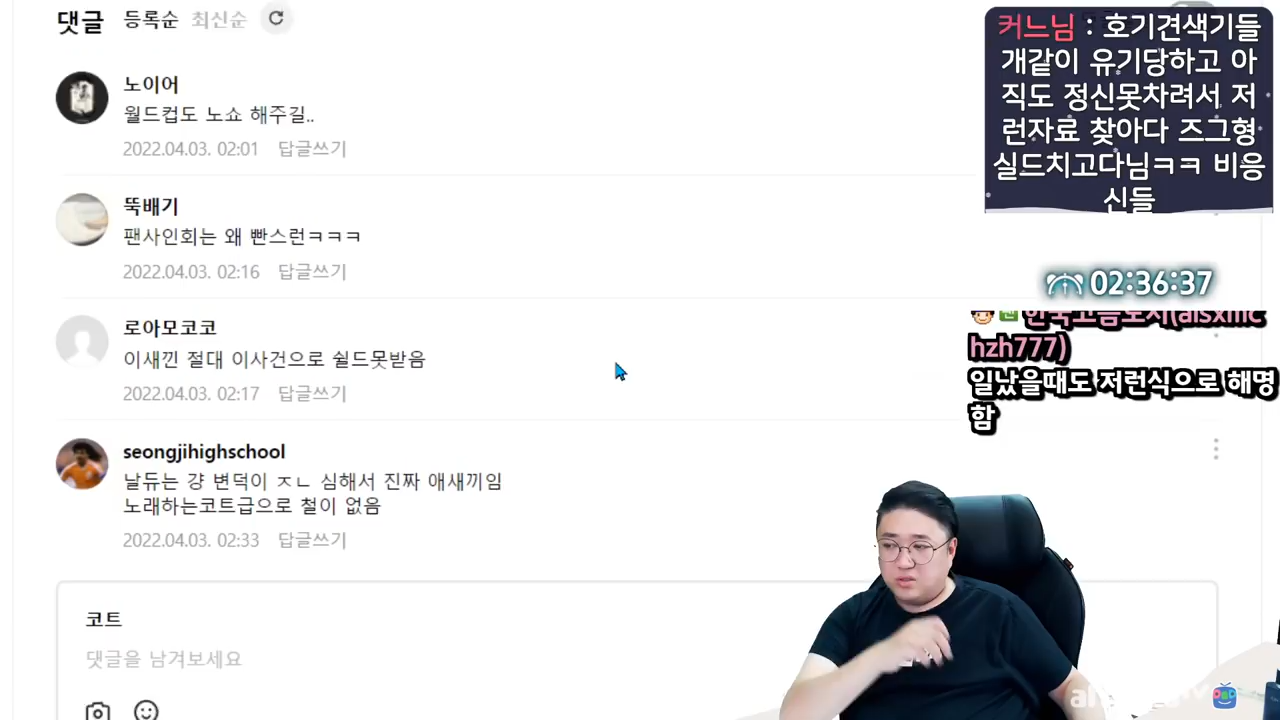 댓글 등록순 최신순
노이어
월드컵도 노쇼 해주길..
2022.04.03. 02:01 답글쓰기
뚝배기
팬사인회는 왜 빤스런ㅋㅋㅋ
2022.04.03. 02:16 답글쓰기
로아모코코
이새낀 절대 이사건으로 쉴드못받음
2022.04.03. 02:17 답글쓰기
seongjihighschool
날듀는 걍 변덕이 ㅈㄴ 심해서 진짜 애새끼임
노래하는코트급으로 철이 없음
2022.04.03. 02:33 답글쓰기
코트
댓글을 남겨보세요
커느님 : 호기견색기들
개같이 유기당하고 아
직도 정신못차려서 저
런자료 찾아다 즈그형
실드치고다님ㅋㅋ 비응
신들
02:36:37
hzh777)
일났을때도 저런식으로 해명
함